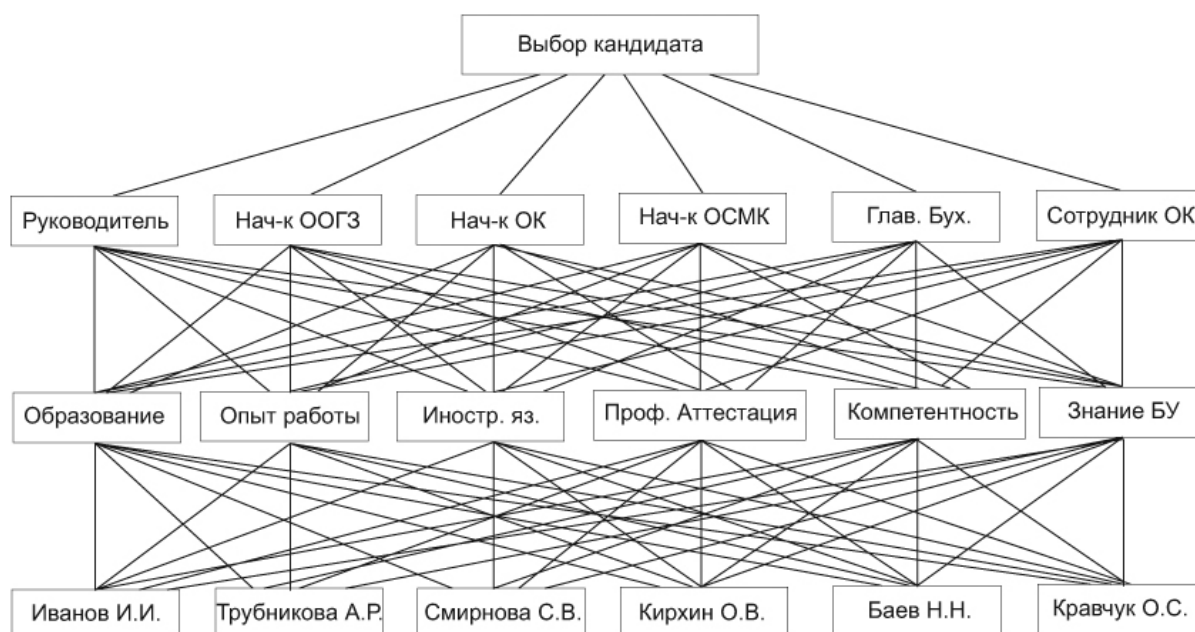 Выбор кандидата
Руководитель
Нач-к ООГЗ
Нач-к ОК
Нач-к ОСМК
Глав. Бух.
Сотрудник ОК
Образование
Опыт работы
Иностр. яз.
Проф. Аттестация
Компетентность
Знание БУ
Иванов И.И.
Трубникова А.Р.
Смирнова С.В.
Кирхин О.В.
Баев Н.Н.
Кравчук О.С.